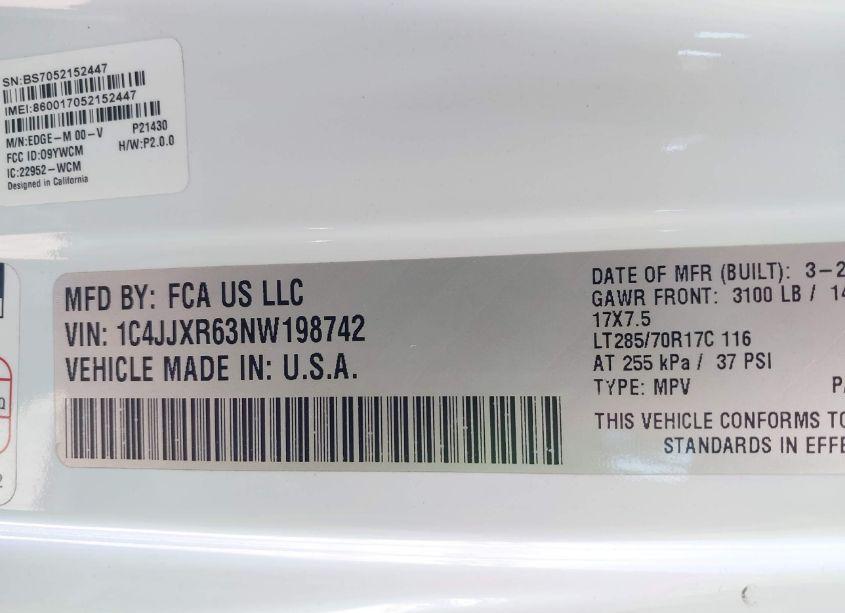 SN:BS7052152447
IMEI:860017052152447
M/N:EDGE-M 00-V P21430
FCC ID:O9YWCM H/W:P2.0.0
IC:22952-WCM
Designed in California
MFD BY: FCA US LLC
VIN: 1C4JJXR63NW198742
VEHICLE MADE IN: U.S.A.
DATE OF MFR (BUILT): 3-2
GAWR FRONT: 3100 LB / 14
17X7.5
LT285/70R17C 116
AT 255 kPa / 37 PSI
TYPE: MPV PA
THIS VEHICLE CONFORMS TO
STANDARDS IN EFFE